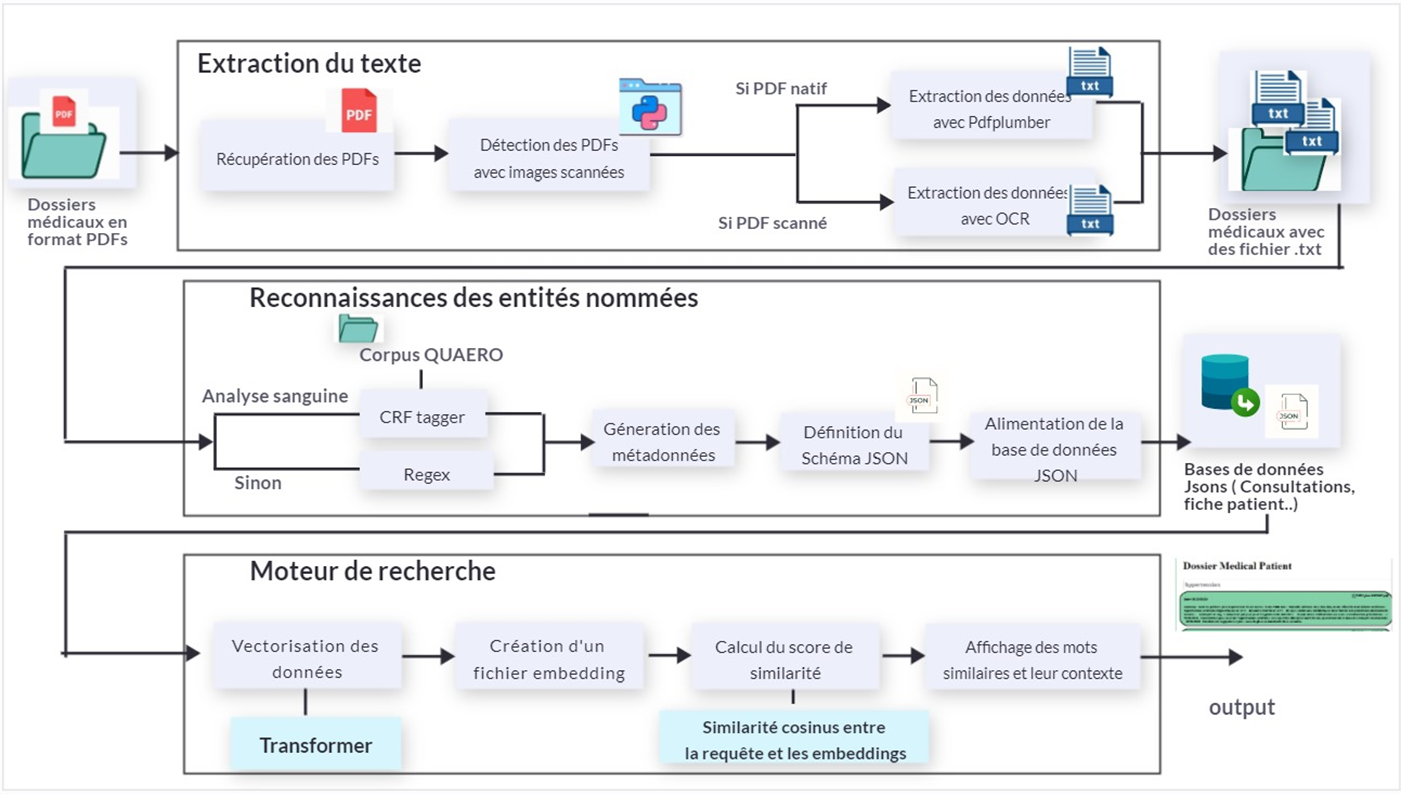 Extraction du texte
PDF
Récupération des PDFs
PDF
Détection des PDFs
avec images scannées
Si PDF natif
Si PDF scanné
Extraction des données
avec Pdfplumber
txt
Extraction des données
avec OCR
txt
txt
txt
Dossiers
médicaux en
format PDFs
Dossiers
médicaux avec
des fichier .txt
Reconnaissances des entités nommées
Corpus QUAERO
Analyse sanguine
CRF tagger
Sinon
Regex
Géneration des
métadonnées
JSON
Définition du
Schéma JSON
Alimentation de la
base de données
JSON
JSON
Bases de données
Jsons ( Consultations,
fiche patient..)
Moteur de recherche
Vectorisation des
données
Transformer
Création d'un
fichier embedding
Calcul du score de
similarité
Similarité cosinus entre
la requête et les embeddings
Affichage des mots
similaires et leur contexte
Dossier Medical Patient
output